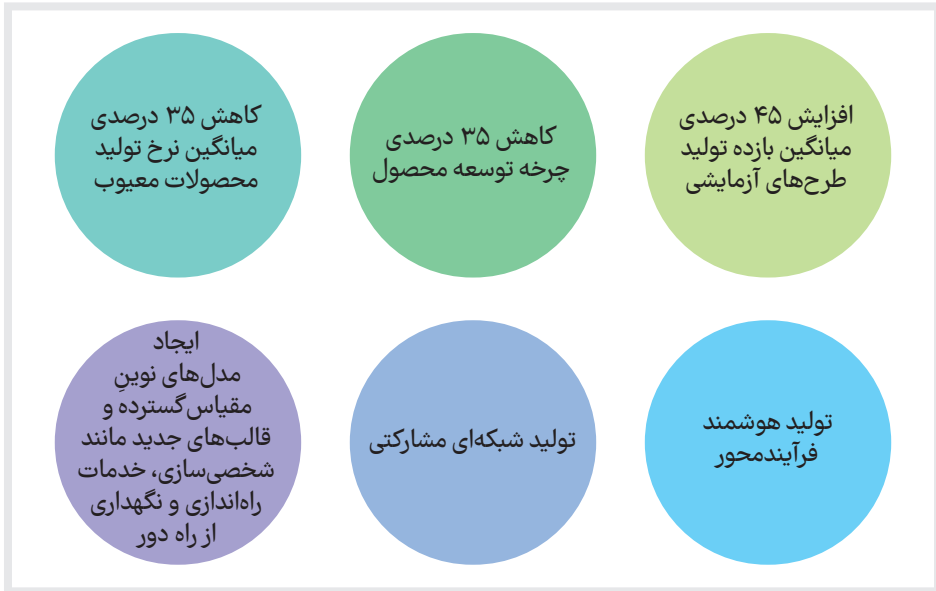 افزایش ۴۵ درصدی
میانگین بازده تولید
طرح‌های آزمایشی
کاهش ۳۵ درصدی
چرخه توسعه محصول
کاهش ۳۵ درصدی
میانگین نرخ تولید
محصولات معیوب
تولید هوشمند
فرآیندمحور
تولید شبکه‌ای مشارکتی
ایجاد
مدل‌های نوینِ
مقیاس‌گسترده و
قالب‌های جدید مانند
شخصی‌سازی، خدمات
راه‌اندازی و نگهداری
از راه دور